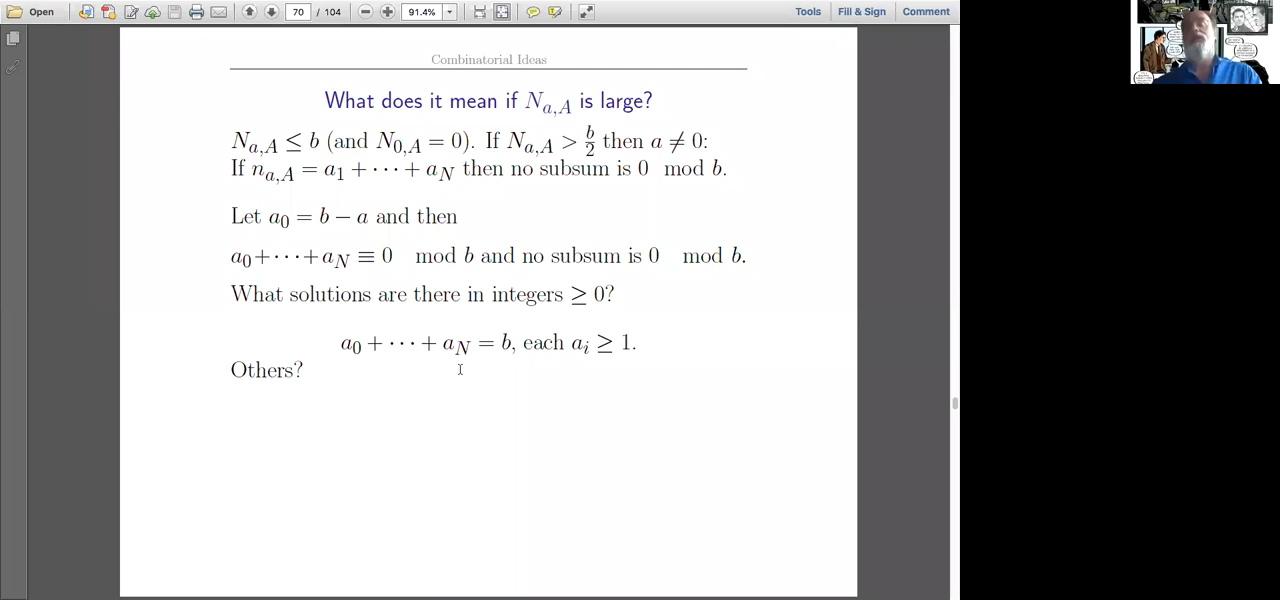 Open 70 / 104 91.4% Tools Fill & Sign Comment
Combinatorial Ideas
What does it mean if N_{a,A} is large?
N_{a,A} ≤ b (and N_{0,A} = 0). If N_{a,A} > b/2 then a ≠ 0:
If n_{a,A} = a_1 + ⋯ + a_N then no subsum is 0 mod b.
Let a_0 = b − a and then
a_0 + ⋯ + a_N ≡ 0 mod b and no subsum is 0 mod b.
What solutions are there in integers ≥ 0?
a_0 + ⋯ + a_N = b, each a_i ≥ 1.
Others?